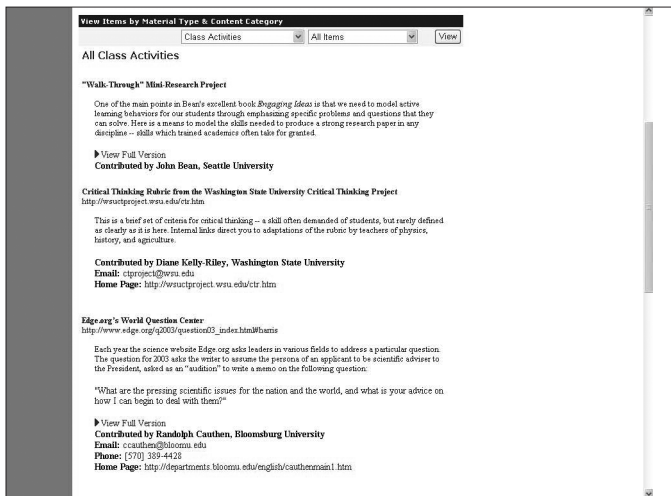 View Items by Material Type & Content Category
Class Activities All Items View
All Class Activities
"Walk-Through" Mini-Research Project
One of the main points in Bean's excellent book Engaging Ideas is that we need to model active
learning behaviors for our students through emphasizing specific problems and questions that they
can solve. Here is a means to model the skills needed to produce a strong research paper in any
discipline -- skills which trained academics often take for granted.
View Full Version
Contributed by John Bean, Seattle University
Critical Thinking Rubric from the Washington State University Critical Thinking Project
http://wsuctproject.wsu.edu/ctr.htm
This is a brief set of criteria for critical thinking -- a skill often demanded of students, but rarely defined
as clearly as it is here. Internal links direct you to adaptations of the rubric by teachers of physics,
history, and agriculture.
Contributed by Diane Kelly-Riley, Washington State University
Email: ctproject@wsu.edu
Home Page: http://wsuctproject.wsu.edu/ctr.htm
Edge.org's World Question Center
http://www.edge.org/q2003/question03_index.html#harris
Each year the science website Edge.org asks leaders in various fields to address a particular question.
The question for 2003 asks the writer to assume the persona of an applicant to be scientific adviser to
the President, asked as an "audition" to write a memo on the following question:
"What are the pressing scientific issues for the nation and the world, and what is your advice on
how I can begin to deal with them?"
View Full Version
Contributed by Randolph Cauthen, Bloomsburg University
Email: ccauthen@bloomu.edu
Phone: [570] 389-4428
Home Page: http://departments.bloomu.edu/english/cauthenmain1.htm